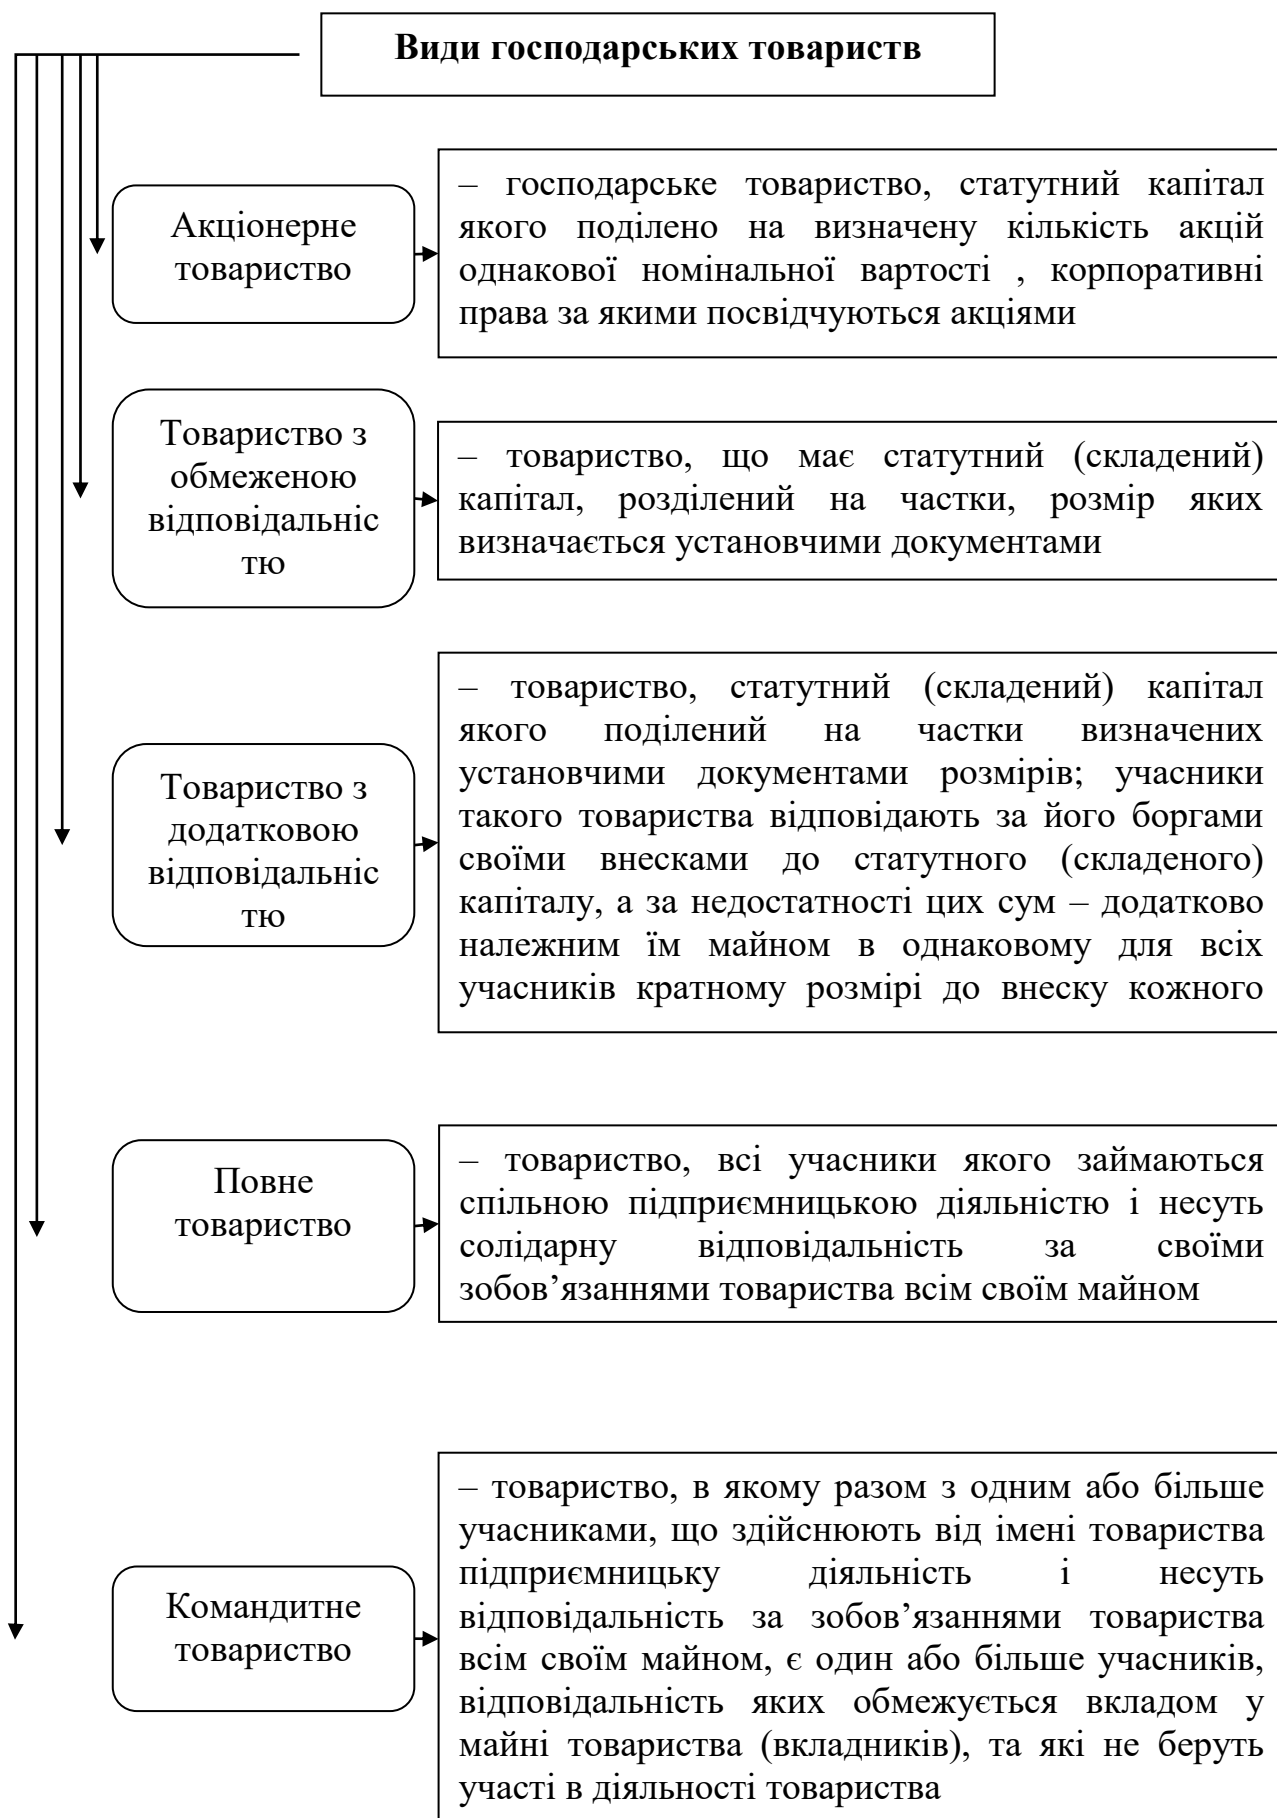 Види господарських товариств
Акціонерне
товариство
– господарське товариство, статутний капітал
якого поділено на визначену кількість акцій
однакової номінальної вартості , корпоративні
права за якими посвідчуються акціями
Товариство з
обмеженою
відповідальніс
тю
– товариство, що має статутний (складений)
капітал, розділений на частки, розмір яких
визначається установчими документами
Товариство з
додатковою
відповідальніс
тю
– товариство, статутний (складений) капітал
якого поділений на частки визначених
установчими документами розмірів; учасники
такого товариства відповідають за його боргами
своїми внесками до статутного (складеного)
капіталу, а за недостатності цих сум – додатково
належним їм майном в однаковому для всіх
учасників кратному розмірі до внеску кожного
Повне
товариство
– товариство, всі учасники якого займаються
спільною підприємницькою діяльністю і несуть
солідарну відповідальність за своїми
зобов’язаннями товариства всім своїм майном
Командитне
товариство
– товариство, в якому разом з одним або більше
учасниками, що здійснюють від імені товариства
підприємницьку діяльність і несуть
відповідальність за зобов’язаннями товариства
всім своїм майном, є один або більше учасників,
відповідальність яких обмежується вкладом у
майні товариства (вкладників), та які не беруть
участі в діяльності товариства